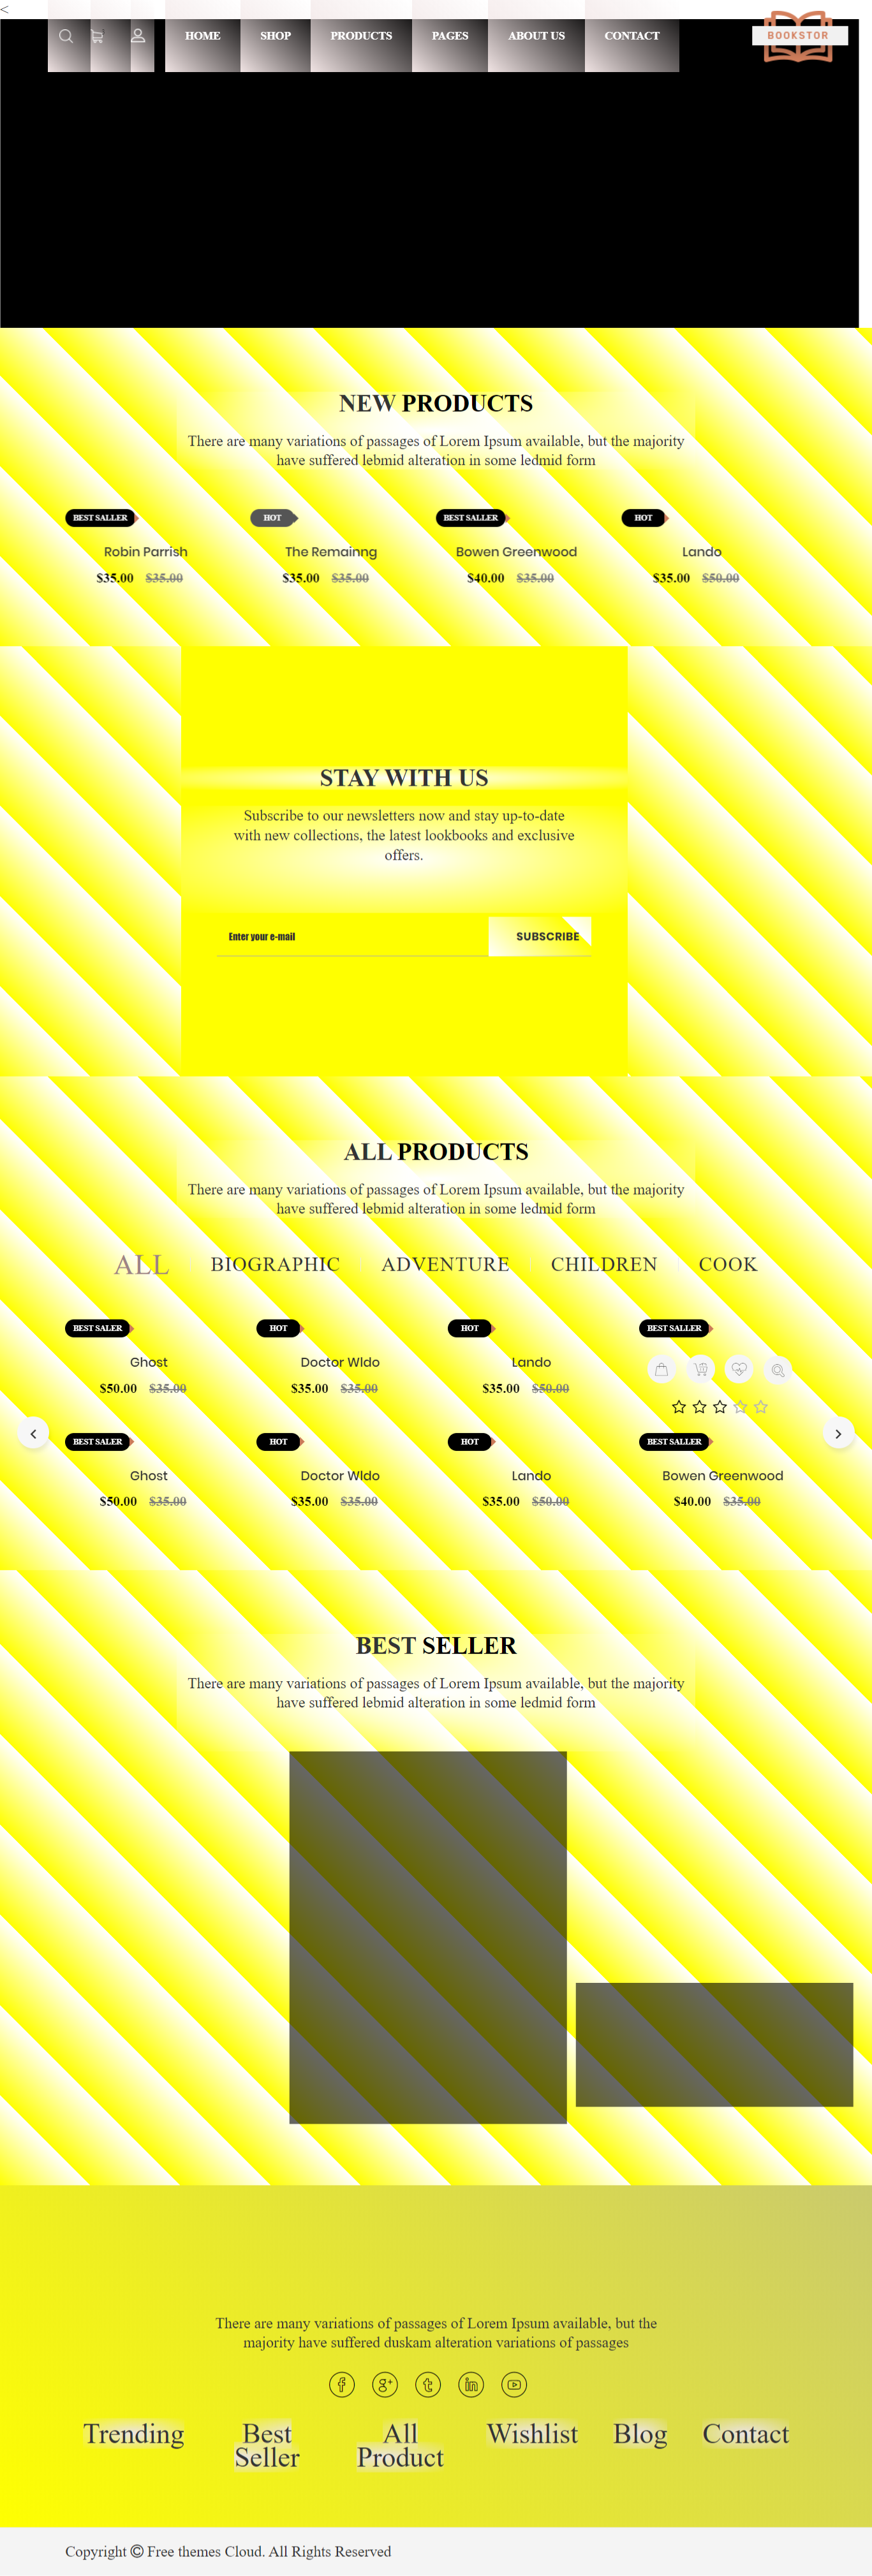 <
HOME SHOP PRODUCTS PAGES ABOUT US CONTACT
BOOKSTOR
NEW PRODUCTS
There are many variations of passages of Lorem Ipsum available, but the majority
have suffered lebmid alteration in some ledmid form
BEST SALLER HOT BEST SALLER HOT
Robin Parrish The Remainng Bowen Greenwood Lando
$35.00 $35.00 $35.00 $35.00 $40.00 $35.00 $35.00 $50.00
STAY WITH US
Subscribe to our newsletters now and stay up-to-date
with new collections, the latest lookbooks and exclusive
offers.
Enter your e-mail SUBSCRIBE
ALL PRODUCTS
There are many variations of passages of Lorem Ipsum available, but the majority
have suffered lebmid alteration in some ledmid form
ALL BIOGRAPHIC ADVENTURE CHILDREN COOK
BEST SALER HOT HOT BEST SALLER
Ghost Doctor Wldo Lando
$50.00 $35.00 $35.00 $35.00 $35.00 $50.00
BEST SALER HOT HOT BEST SALLER
Ghost Doctor Wldo Lando Bowen Greenwood
$50.00 $35.00 $35.00 $35.00 $35.00 $50.00 $40.00 $35.00
BEST SELLER
There are many variations of passages of Lorem Ipsum available, but the majority
have suffered lebmid alteration in some ledmid form
There are many variations of passages of Lorem Ipsum available, but the
majority have suffered duskam alteration variations of passages
Trending Best All Wishlist Blog Contact
Seller Product
Copyright © Free themes Cloud. All Rights Reserved